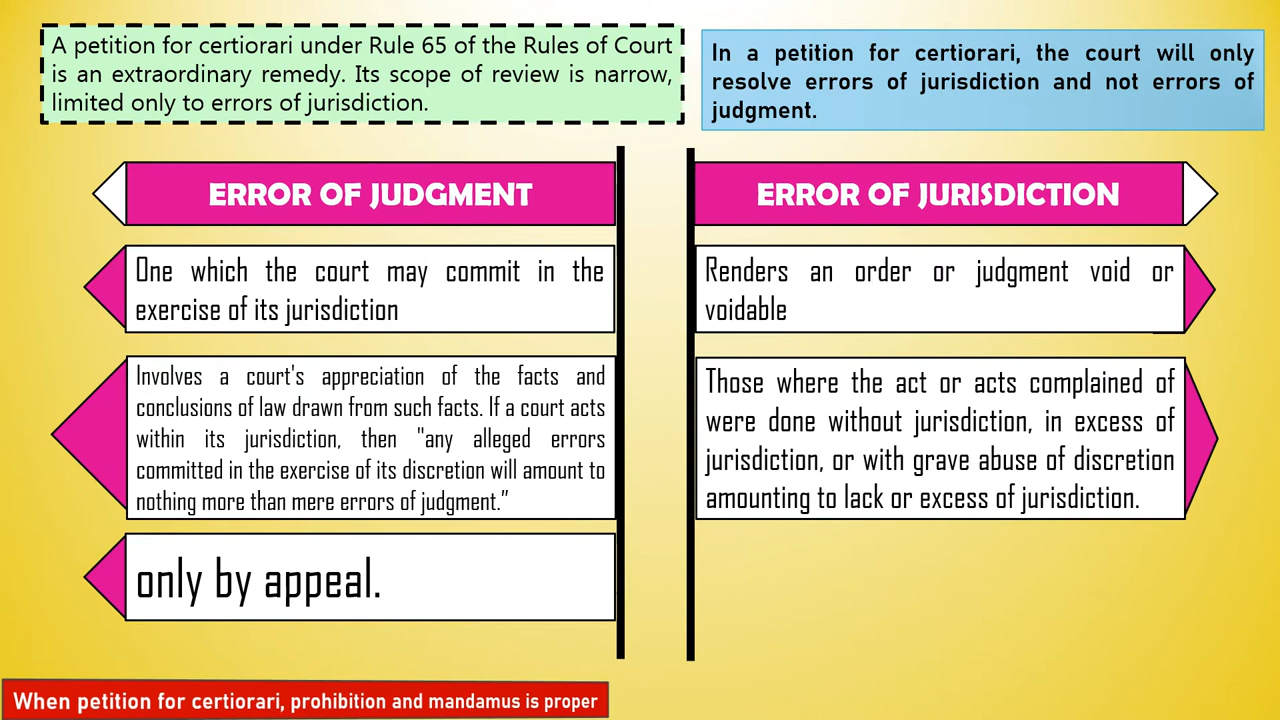 A petition for certiorari under Rule 65 of the Rules of Court
is an extraordinary remedy. Its scope of review is narrow,
limited only to errors of jurisdiction.
In a petition for certiorari, the court will only
resolve errors of jurisdiction and not errors of
judgment.
ERROR OF JUDGMENT
One which the court may commit in the
exercise of its jurisdiction
Involves a court's appreciation of the facts and
conclusions of law drawn from such facts. If a court acts
within its jurisdiction, then "any alleged errors
committed in the exercise of its discretion will amount to
nothing more than mere errors of judgment.”
only by appeal.
ERROR OF JURISDICTION
Renders an order or judgment void or
voidable
Those where the act or acts complained of
were done without jurisdiction, in excess of
jurisdiction, or with grave abuse of discretion
amounting to lack or excess of jurisdiction.
When petition for certiorari, prohibition and mandamus is proper